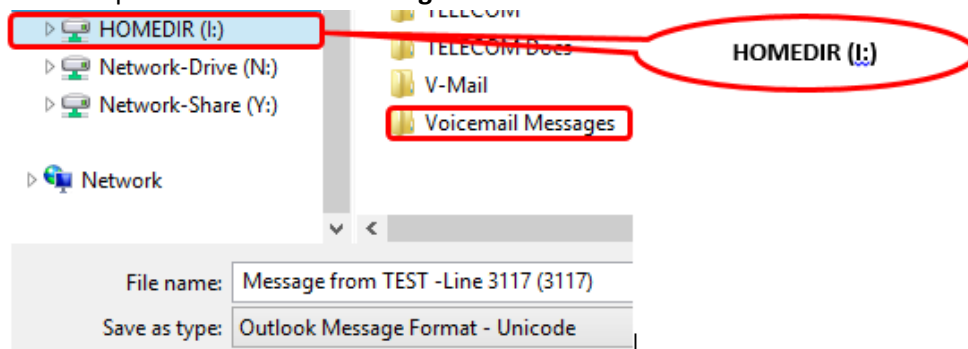 HOMEDIR (I:)
TELECOM
HOMEDIR (I:)
TELECOM Docs
Network-Drive (N:)
V-Mail
Network-Share (Y:)
Voicemail Messages
Network
File name: Message from TEST -Line 3117 (3117)
Save as type: Outlook Message Format - Unicode